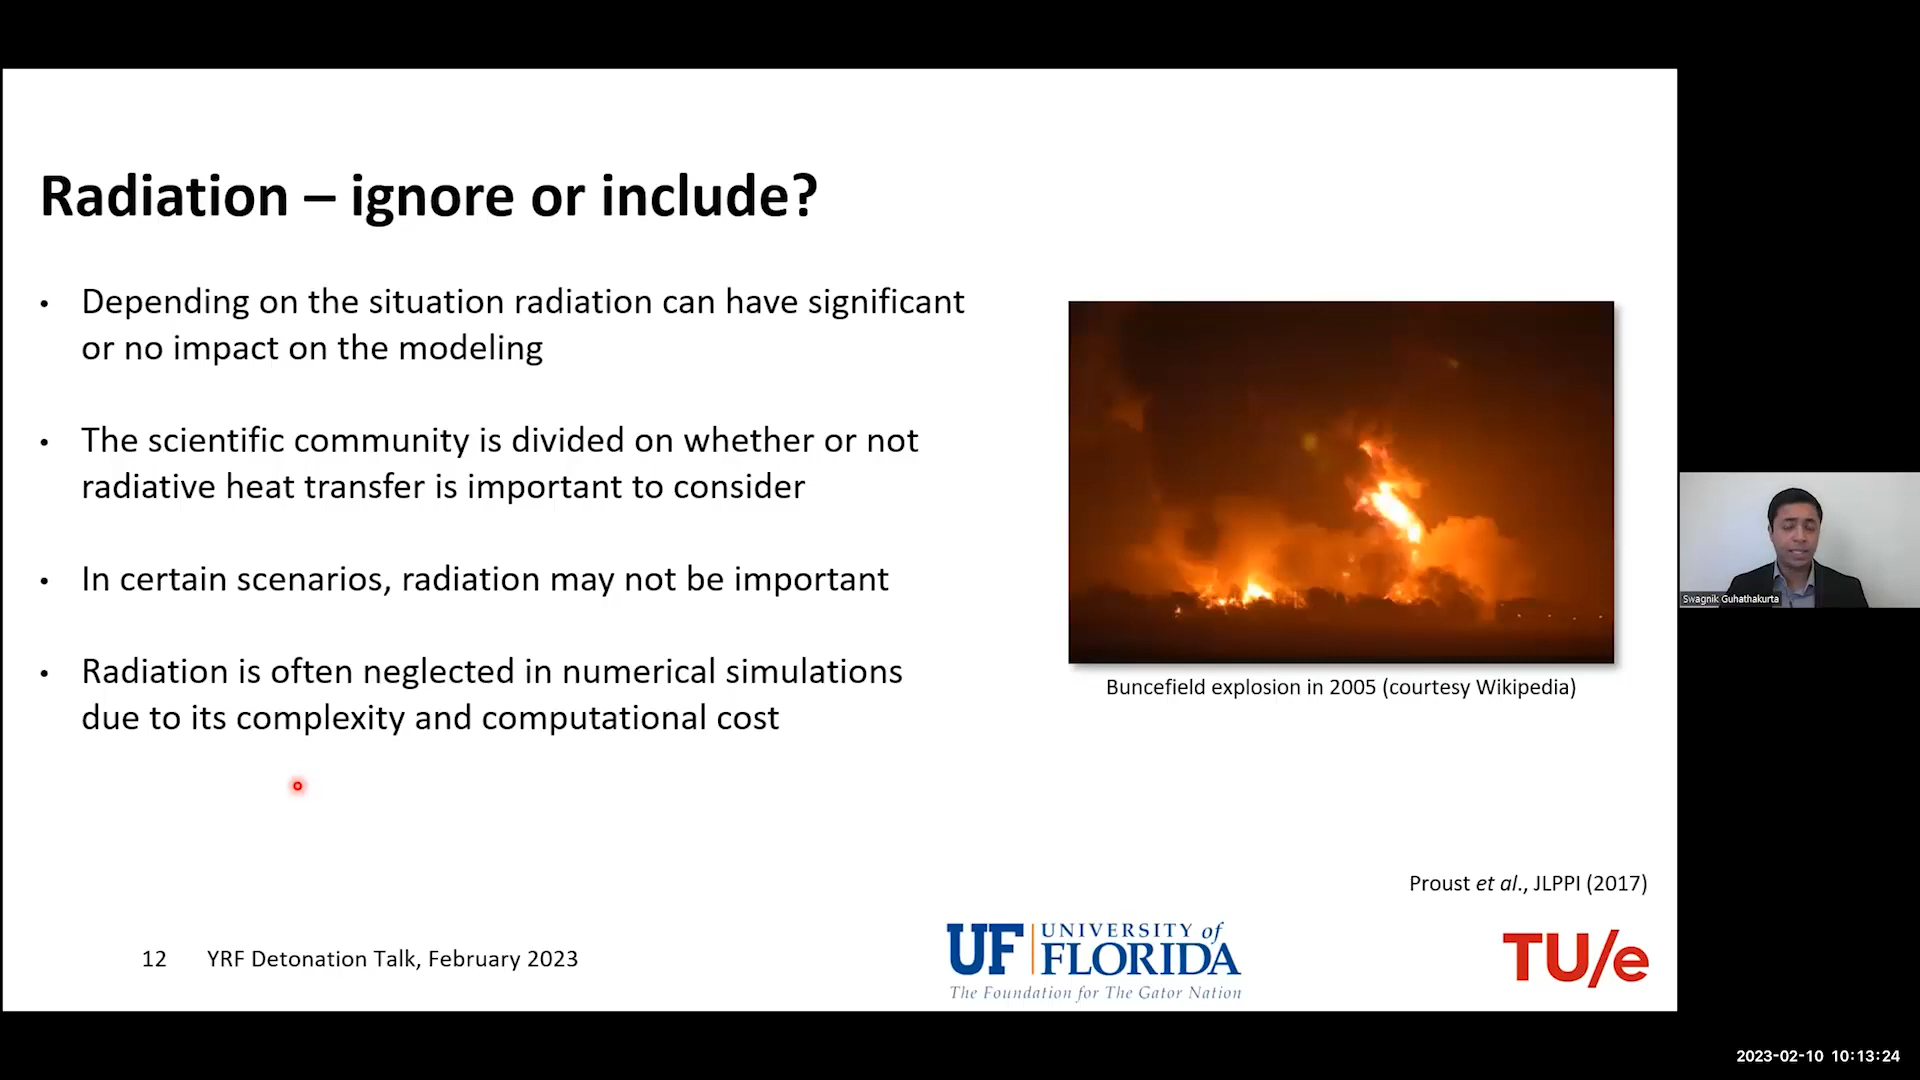 Radiation – ignore or include?
• Depending on the situation radiation can have significant
or no impact on the modeling
• The scientific community is divided on whether or not
radiative heat transfer is important to consider
• In certain scenarios, radiation may not be important
• Radiation is often neglected in numerical simulations
due to its complexity and computational cost
Buncefield explosion in 2005 (courtesy Wikipedia)
Swagnik Guhathakurta
Proust et al., JLPPI (2017)
12 YRF Detonation Talk, February 2023
UF UNIVERSITY of
FLORIDA
The Foundation for The Gator Nation
TU/e
2023-02-10 10:13:24